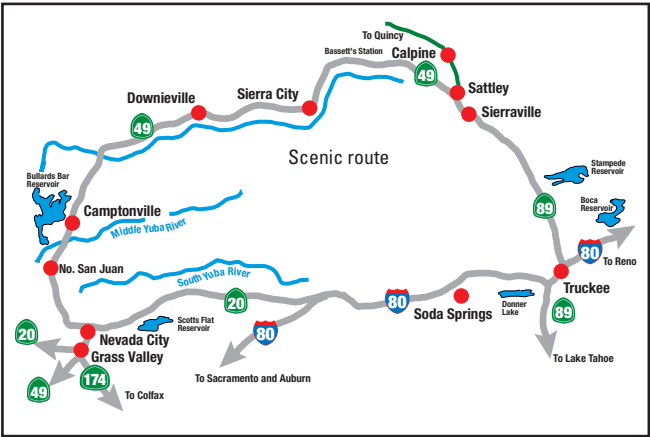 To Quincy
Bassett's Station
Calpine
49
Sattley
Sierra City
Downieville
Sierraville
49
Scenic route
Stampede
Reservoir
Bullards Bar
Reservoir
Boca
Reservoir
89
Camptonville
Middle Yuba River
80
To Reno
No. San Juan
South Yuba River
Truckee
20
80
Donner
Lake
Soda Springs
89
Scotts Flat
Reservoir
80
20
Nevada City
Grass Valley
To Lake Tahoe
174
To Sacramento and Auburn
49
To Colfax